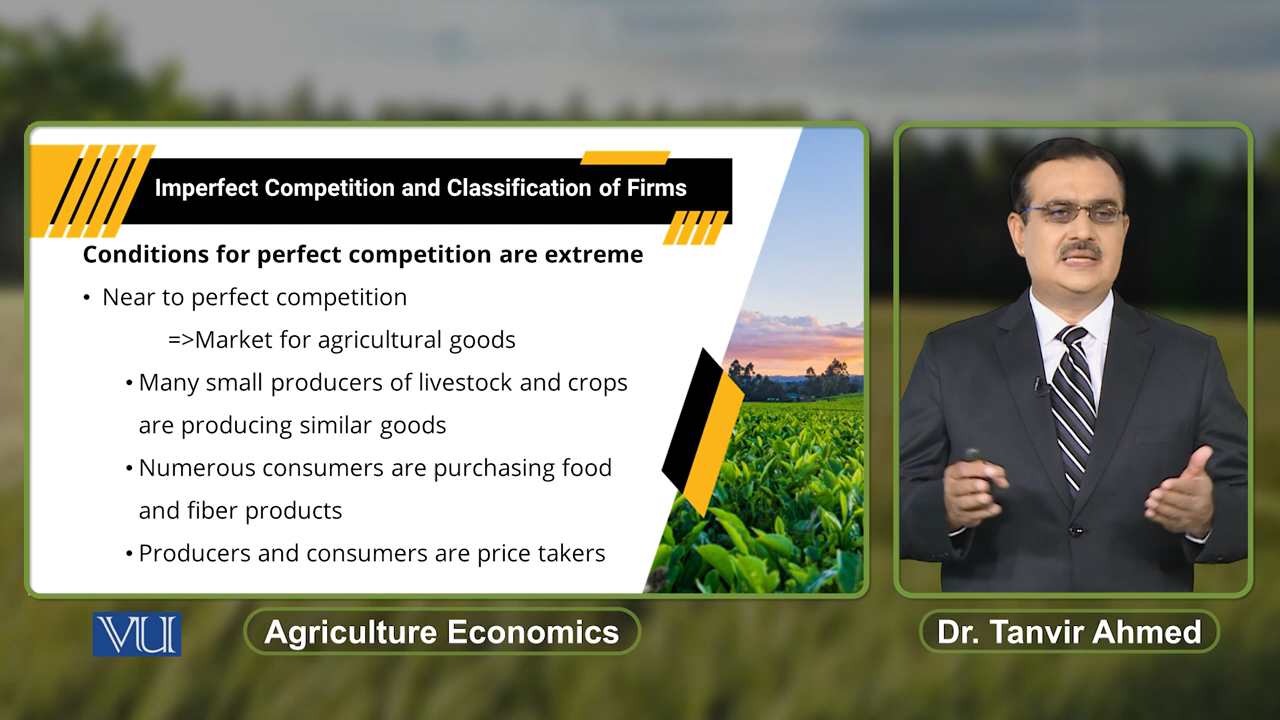 Imperfect Competition and Classification of Firms
Conditions for perfect competition are extreme
• Near to perfect competition
=>Market for agricultural goods
• Many small producers of livestock and crops
are producing similar goods
• Numerous consumers are purchasing food
and fiber products
• Producers and consumers are price takers
VU
Agriculture Economics
Dr. Tanvir Ahmed